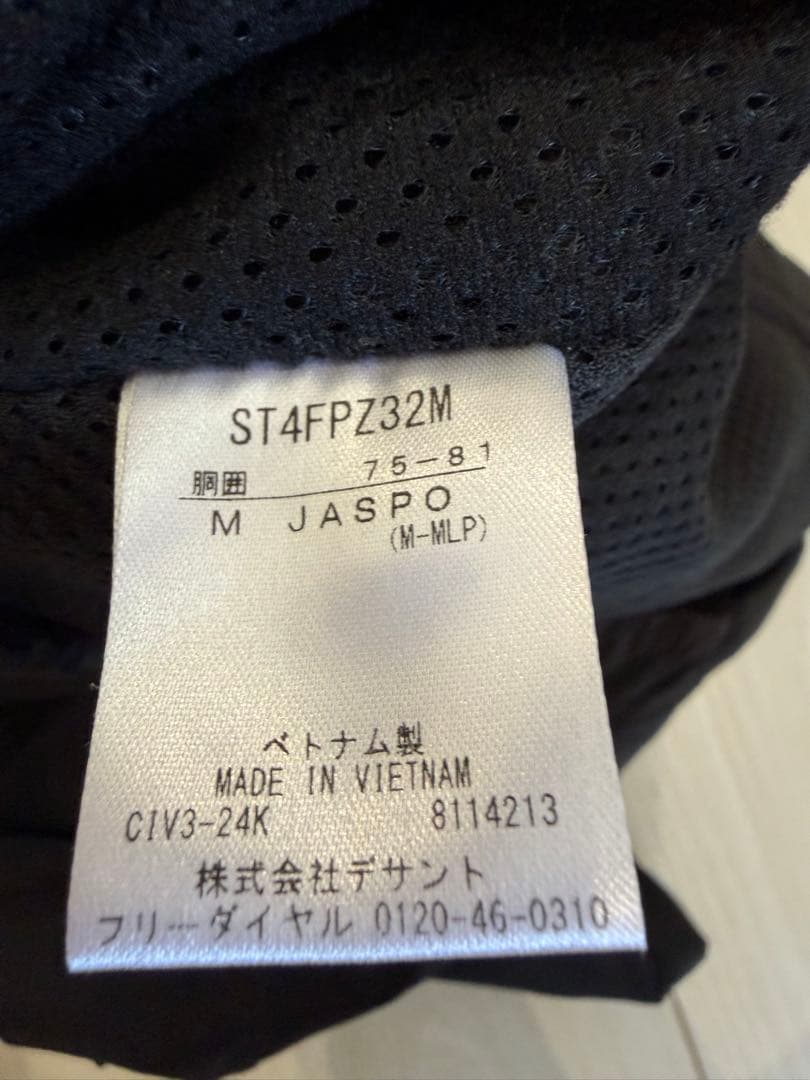 ST4FPZ32M
胴囲 75-81
M JASPO
(M-MLP)
ベトナム製
MADE IN VIETNAM
CIV3-24K 8114213
株式会社デサント
フリーダイヤル 0120-46-0310